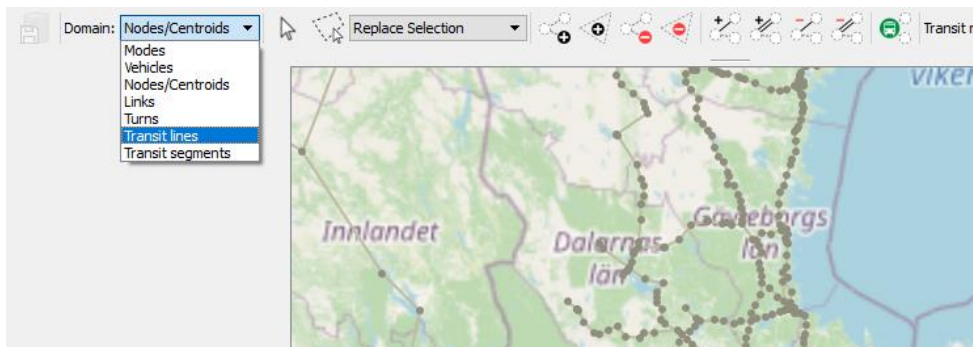 Domain: Nodes/Centroids Replace Selection Transit
Modes
Vehicles
Nodes/Centroids
Links
Turns
Transit lines
Transit segments
Innlandet
Dalarnas
län
Gävleborgs
län